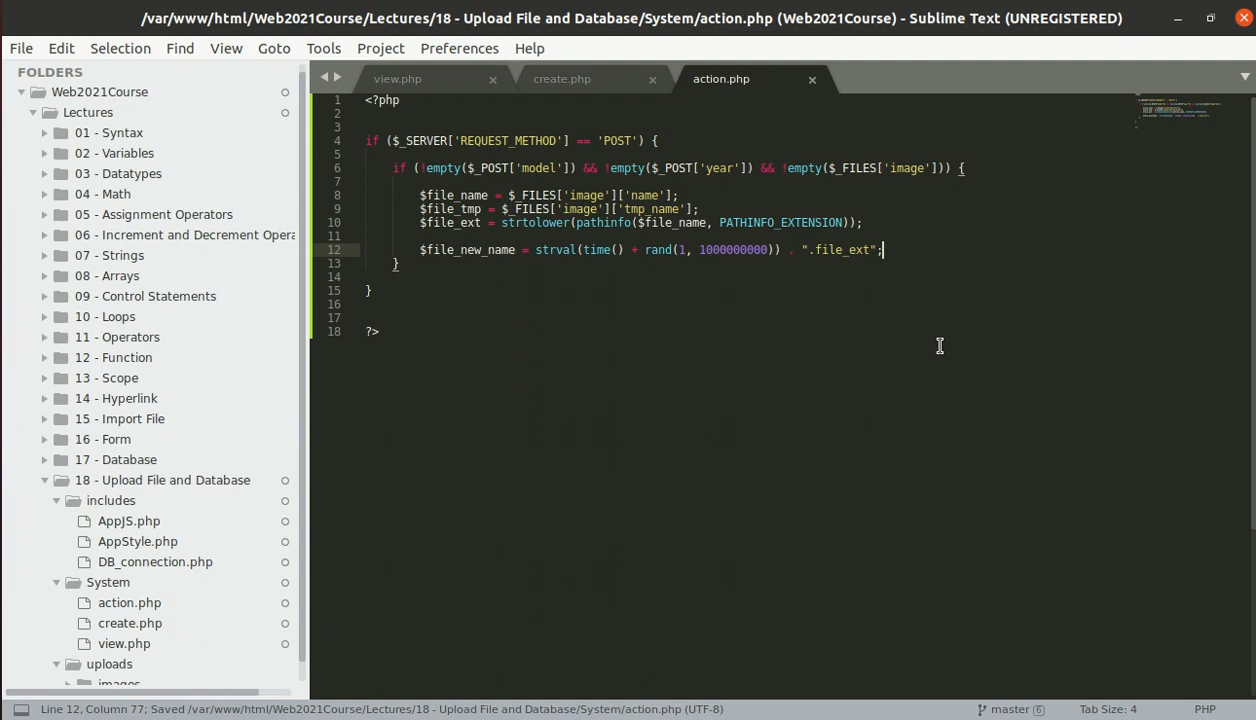 /var/www/html/Web2021Course/Lectures/18 - Upload File and Database/System/action.php (Web2021Course) - Sublime Text (UNREGISTERED)
File Edit Selection Find View Goto Tools Project Preferences Help
FOLDERS
Web2021Course
Lectures
01 - Syntax
02 - Variables
03 - Datatypes
04 - Math
05 - Assignment Operators
06 - Increment and Decrement Opera
07 - Strings
08 - Arrays
09 - Control Statements
10 - Loops
11 - Operators
12 - Function
13 - Scope
14 - Hyperlink
15 - Import File
16 - Form
17 - Database
18 - Upload File and Database
includes
AppJS.php
AppStyle.php
DB_connection.php
System
action.php
create.php
view.php
uploads
images
view.php create.php action.php
1 <?php
2
3
4 if ($_SERVER['REQUEST_METHOD'] == 'POST') {
5
6 if (!empty($_POST['model']) && !empty($_POST['year']) && !empty($_FILES['image'])) {
7
8 $file_name = $_FILES['image']['name'];
9 $file_tmp = $_FILES['image']['tmp_name'];
10 $file_ext = strtolower(pathinfo($file_name, PATHINFO_EXTENSION));
11
12 $file_new_name = strval(time() + rand(1, 1000000000)) . ".file_ext";
13 }
14
15 }
16
17
18 ?>
Line 12, Column 77; Saved /var/www/html/Web2021Course/Lectures/18 - Upload File and Database/System/action.php (UTF-8) master 6 Tab Size: 4 PHP